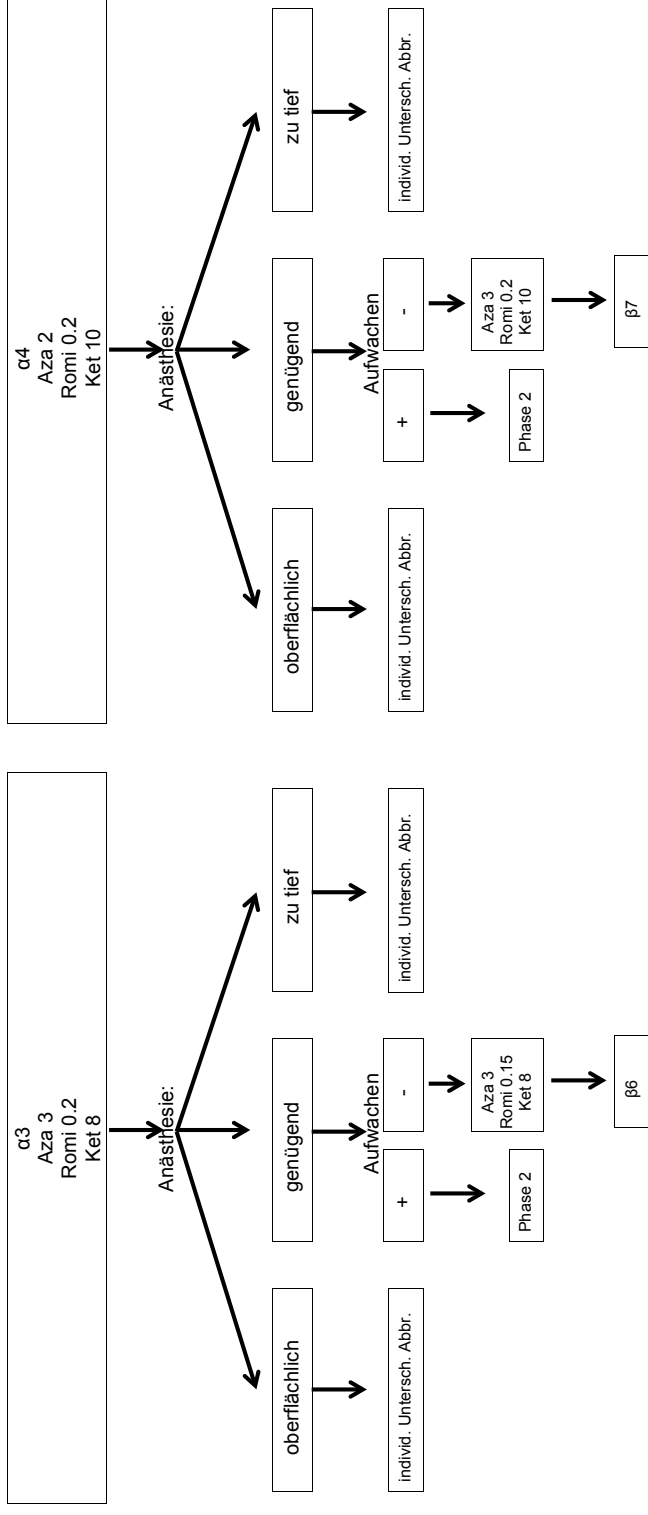 α3
Aza 3
Romi 0.2
Ket 8
Anästhesie:
oberflächlich
genügend
zu tief
individ. Untersch. Abbr.
Aufwachen
individ. Untersch. Abbr.
+
-
Phase 2
Aza 3
Romi 0.15
Ket 8
β6
α4
Aza 2
Romi 0.2
Ket 10
Anästhesie:
oberflächlich
genügend
zu tief
individ. Untersch. Abbr.
Aufwachen
individ. Untersch. Abbr.
+
-
Phase 2
Aza 3
Romi 0.2
Ket 10
β7